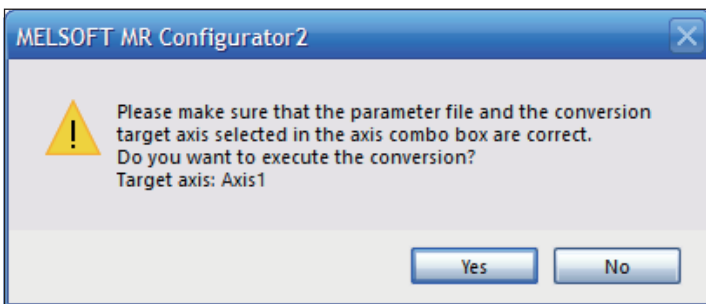 MELSOFT MR Configurator2
Please make sure that the parameter file and the conversion
target axis selected in the axis combo box are correct.
Do you want to execute the conversion?
Target axis: Axis1
Yes
No